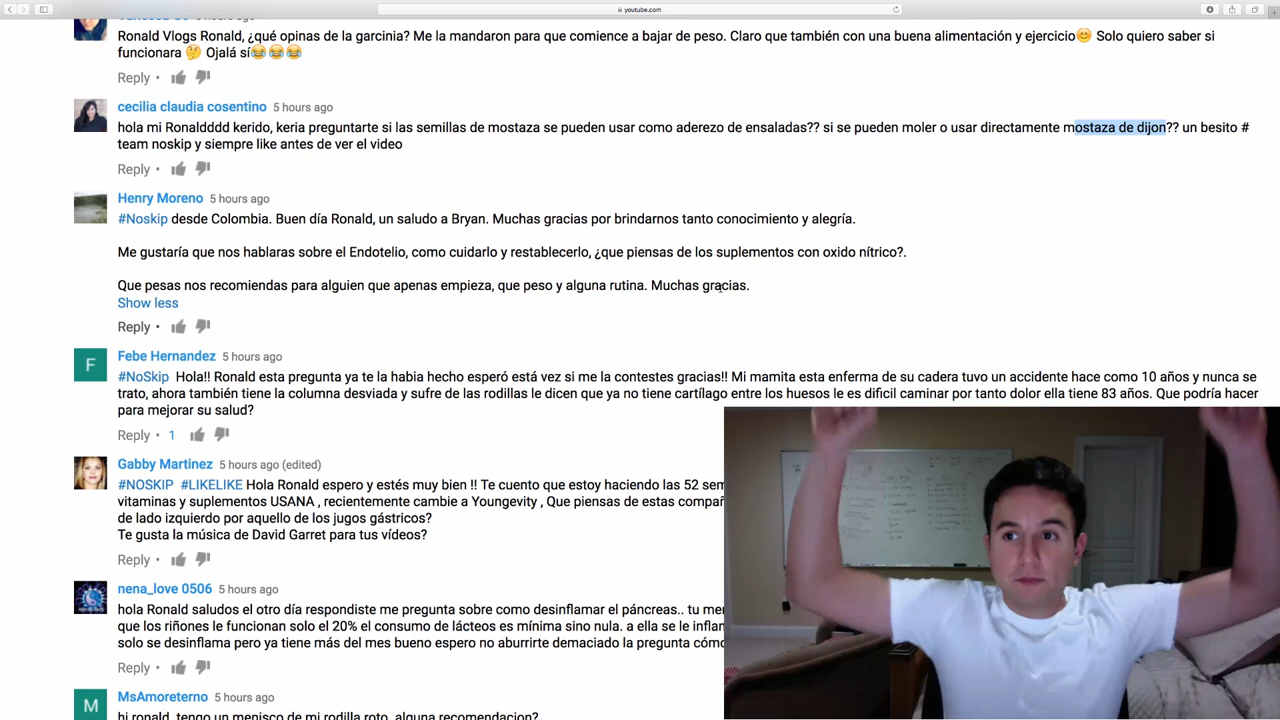 youtube.com
Ronald Vlogs Ronald, ¿qué opinas de la garcinia? Me la mandaron para que comience a bajar de peso. Claro que también con una buena alimentación y ejercicio😊 Solo quiero saber si
funcionara 🤔 Ojalá sí😂😂😂
Reply •
cecilia claudia cosentino 5 hours ago
hola mi Ronaldddd kerido, keria preguntarte si las semillas de mostaza se pueden usar como aderezo de ensaladas?? si se pueden moler o usar directamente mostaza de dijon?? un besito #
team noskip y siempre like antes de ver el video
Reply •
Henry Moreno 5 hours ago
#Noskip desde Colombia. Buen día Ronald, un saludo a Bryan. Muchas gracias por brindarnos tanto conocimiento y alegría.
Me gustaría que nos hablaras sobre el Endotelio, como cuidarlo y restablecerlo, ¿que piensas de los suplementos con oxido nítrico?.
Que pesas nos recomiendas para alguien que apenas empieza, que peso y alguna rutina. Muchas gracias.
Show less
Reply •
F
Febe Hernandez 5 hours ago
#NoSkip Hola!! Ronald esta pregunta ya te la habia hecho esperó está vez si me la contestes gracias!! Mi mamita esta enferma de su cadera tuvo un accidente hace como 10 años y nunca se
trato, ahora también tiene la columna desviada y sufre de las rodillas le dicen que ya no tiene cartílago entre los huesos le es dificil caminar por tanto dolor ella tiene 83 años. Que podría hacer
para mejorar su salud?
Reply • 1
Gabby Martinez 5 hours ago (edited)
#NOSKIP #LIKELIKE Hola Ronald espero y estés muy bien !! Te cuento que estoy haciendo las 52 sem
vitaminas y suplementos USANA , recientemente cambie a Youngevity , Que piensas de estas compañ
de lado izquierdo por aquello de los jugos gástricos?
Te gusta la música de David Garret para tus vídeos?
Reply •
nena_love 0506 5 hours ago
hola Ronald saludos el otro día respondiste me pregunta sobre como desinflamar el páncreas.. tu mer
que los riñones le funcionan solo el 20% el consumo de lácteos es mínima sino nula. a ella se le inflan
solo se desinflama pero ya tiene más del mes bueno espero no aburrirte demaciado la pregunta cómo
Reply •
M
MsAmoreterno 5 hours ago
hi ronald, tengo un menisco de mi rodilla roto, alguna recomendacion?